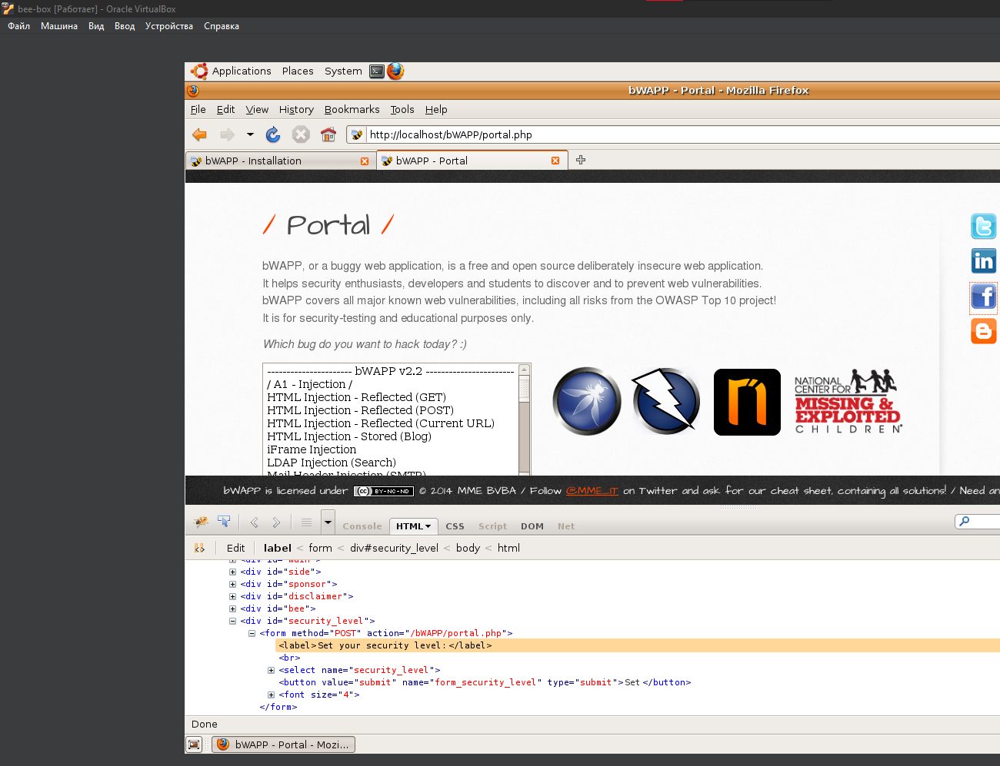 bee-box [Работает] - Oracle VirtualBox
Файл Машина Вид Ввод Устройства Справка
Applications Places System
bWAPP - Portal - Mozilla Firefox
File Edit View History Bookmarks Tools Help
http://localhost/bWAPP/portal.php
bWAPP - Installation
bWAPP - Portal
/ Portal /
bWAPP, or a buggy web application, is a free and open source deliberately insecure web application.
It helps security enthusiasts, developers and students to discover and to prevent web vulnerabilities.
bWAPP covers all major known web vulnerabilities, including all risks from the OWASP Top 10 project!
It is for security-testing and educational purposes only.
Which bug do you want to hack today? :)
---------------------- bWAPP v2.2 -----------------------
/ A1 - Injection /
HTML Injection - Reflected (GET)
HTML Injection - Reflected (POST)
HTML Injection - Reflected (Current URL)
HTML Injection - Stored (Blog)
iFrame Injection
LDAP Injection (Search)
Mail Header Injection (SMTP)
NATIONAL
CENTER FOR
MISSING &
EXPLOITED
CHILDREN®
bWAPP is licensed under (cc) BY-NC-ND © 2014 MME BVBA / Follow @MME_IT on Twitter and ask for our cheat sheet, containing all solutions! / Need an
Console HTML CSS Script DOM Net
Edit label < form < div#security_level < body < html
<div id="main">
<div id="side">
<div id="sponsor">
<div id="disclaimer">
<div id="bee">
<div id="security_level">
<form method="POST" action="/bWAPP/portal.php">
<label>Set your security level:</label>
<br>
<select name="security_level">
<button value="submit" name="form_security_level" type="submit">Set</button>
<font size="4">
</form>
Done
bWAPP - Portal - Mozi...